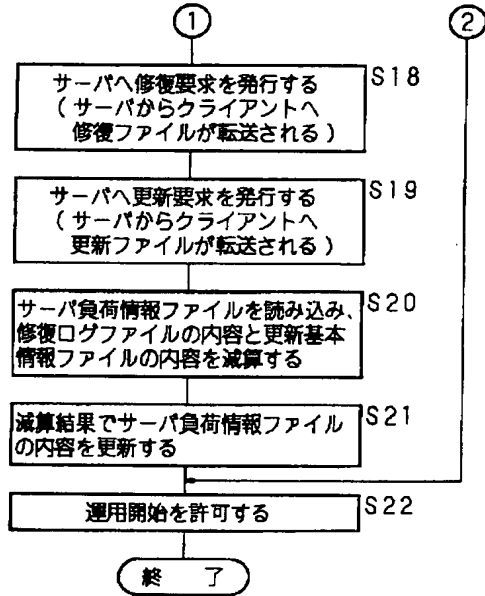 ① ②
サーバへ修復要求を発行する S18
(サーバからクライアントへ
修復ファイルが転送される)
サーバへ更新要求を発行する S19
(サーバからクライアントへ
更新ファイルが転送される)
サーバ負荷情報ファイルを読み込み、 S20
修復ログファイルの内容と更新基本
情報ファイルの内容を減算する
減算結果でサーバ負荷情報ファイル S21
の内容を更新する
運用開始を許可する S22
終 了